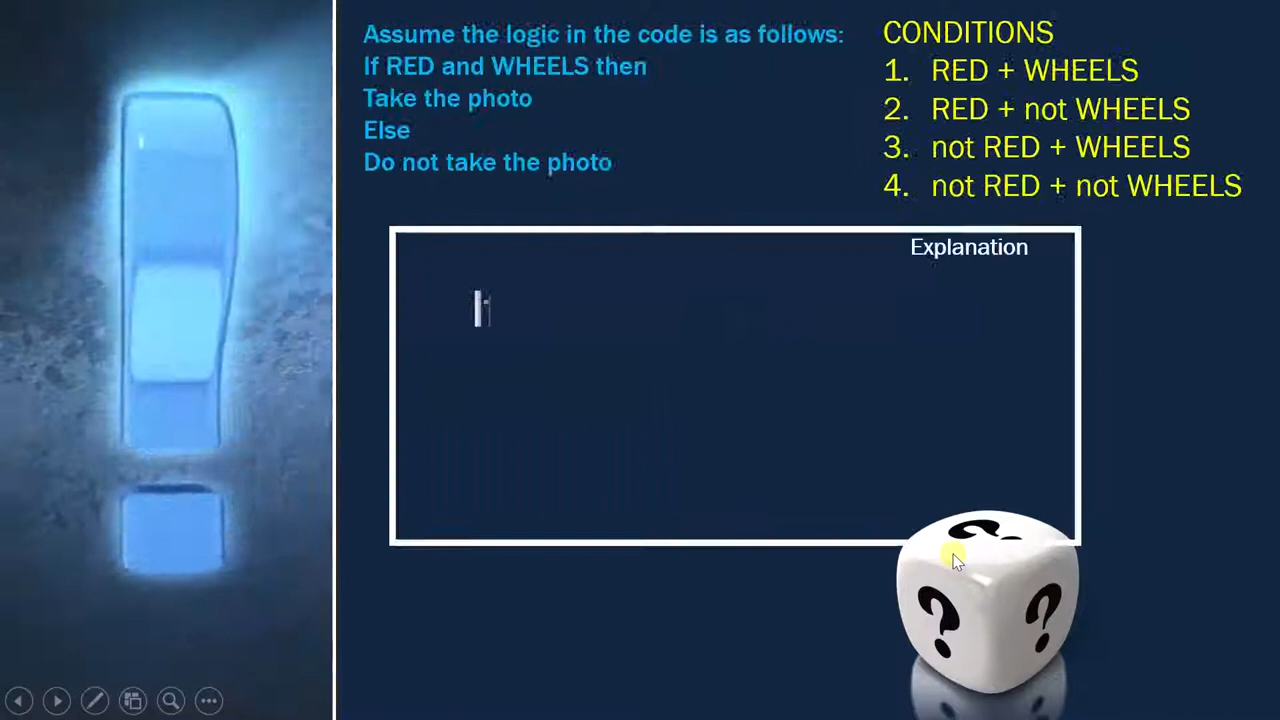 Assume the logic in the code is as follows:
If RED and WHEELS then
Take the photo
Else
Do not take the photo
CONDITIONS
1. RED + WHEELS
2. RED + not WHEELS
3. not RED + WHEELS
4. not RED + not WHEELS
Explanation
? ? ?